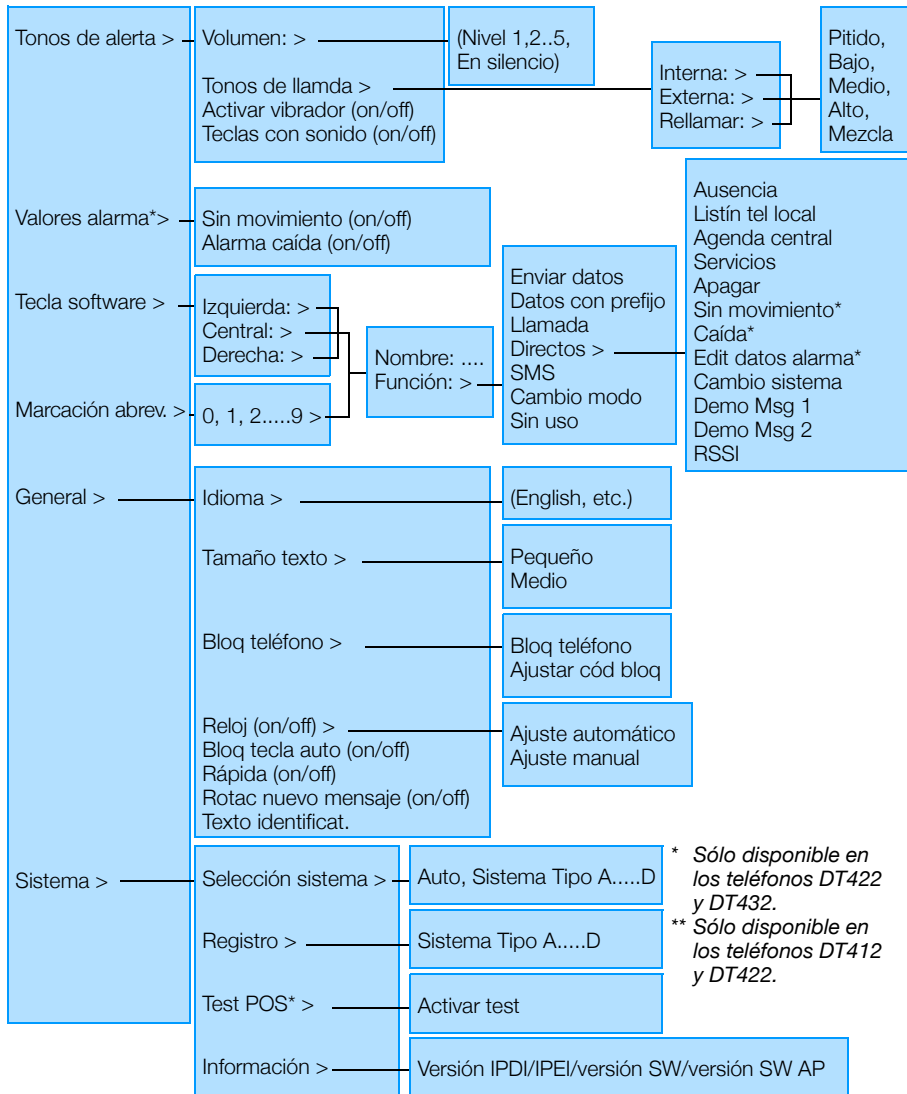 Tonos de alerta >
Volumen: >
(Nivel 1,2..5,
En silencio)
Tonos de llamda >
Activar vibrador (on/off)
Teclas con sonido (on/off)
Interna: >
Externa: >
Rellamar: >
Pitido,
Bajo,
Medio,
Alto,
Mezcla
Valores alarma*>
Sin movimiento (on/off)
Alarma caída (on/off)
Tecla software >
Izquierda: >
Central: >
Derecha: >
Marcación abrev. >
0, 1, 2.....9 >
Nombre: ....
Función: >
Enviar datos
Datos con prefijo
Llamada
Directos >
SMS
Cambio modo
Sin uso
Ausencia
Listín tel local
Agenda central
Servicios
Apagar
Sin movimiento*
Caída*
Edit datos alarma*
Cambio sistema
Demo Msg 1
Demo Msg 2
RSSI
General >
Idioma >
(English, etc.)
Tamaño texto >
Pequeño
Medio
Bloq teléfono >
Bloq teléfono
Ajustar cód bloq
Reloj (on/off) >
Bloq tecla auto (on/off)
Rápida (on/off)
Rotac nuevo mensaje (on/off)
Texto identificat.
Ajuste automático
Ajuste manual
Sistema >
Selección sistema >
Auto, Sistema Tipo A.....D
Registro >
Sistema Tipo A.....D
Test POS* >
Activar test
Información >
Versión IPDI/IPEI/versión SW/versión SW AP
* Sólo disponible en
los teléfonos DT422
y DT432.
** Sólo disponible en
los teléfonos DT412
y DT422.